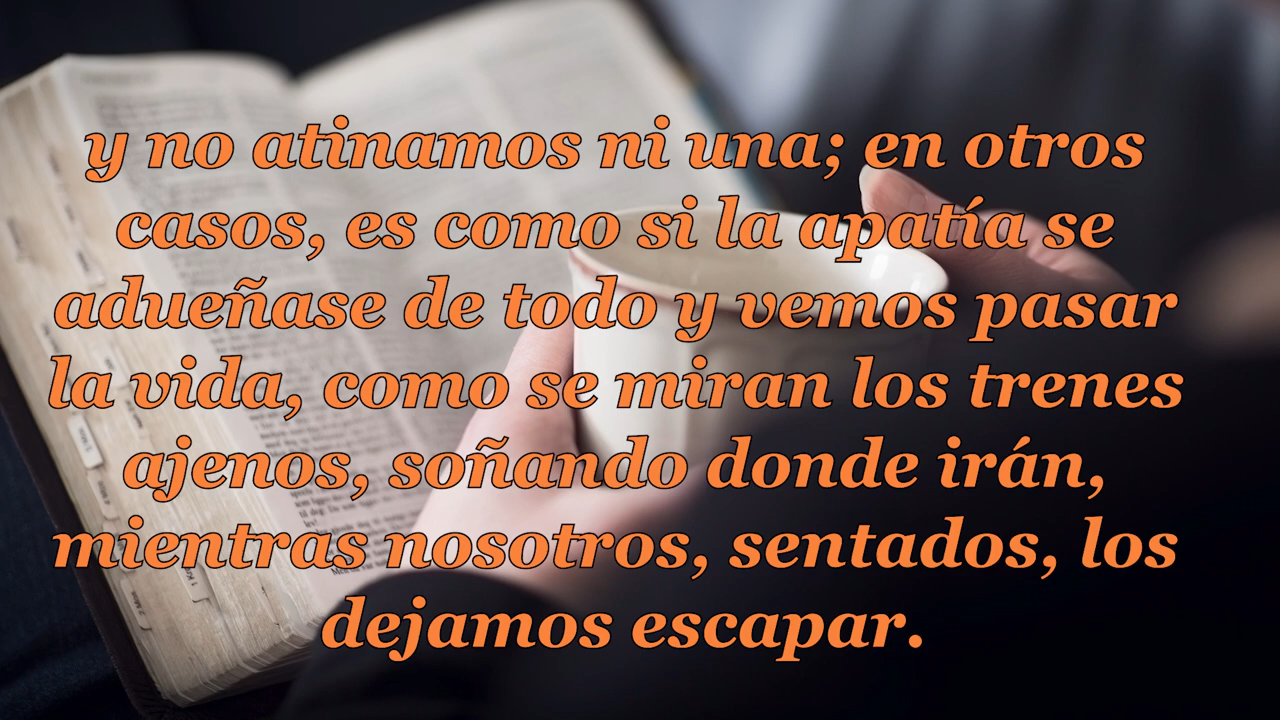 y no atinamos ni una; en otros
casos, es como si la apatía se
adueñase de todo y vemos pasar
la vida, como se miran los trenes
ajenos, soñando donde irán,
mientras nosotros, sentados, los
dejamos escapar.